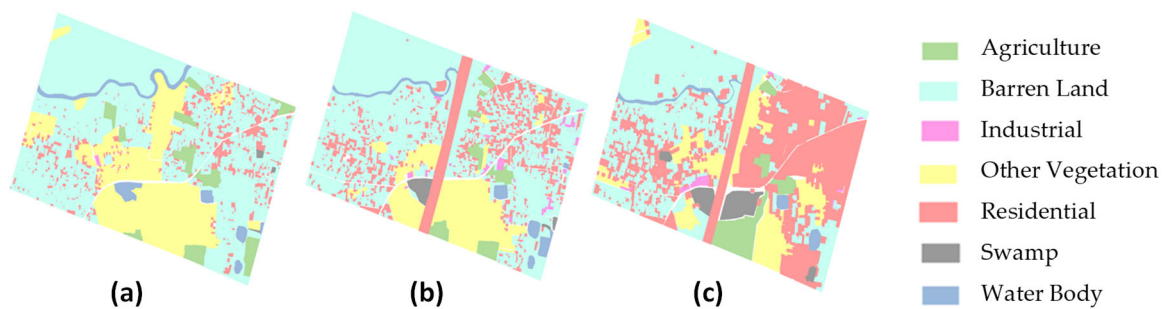 Agriculture
Barren Land
Industrial
Other Vegetation
Residential
Swamp
Water Body
(a)
(b)
(c)